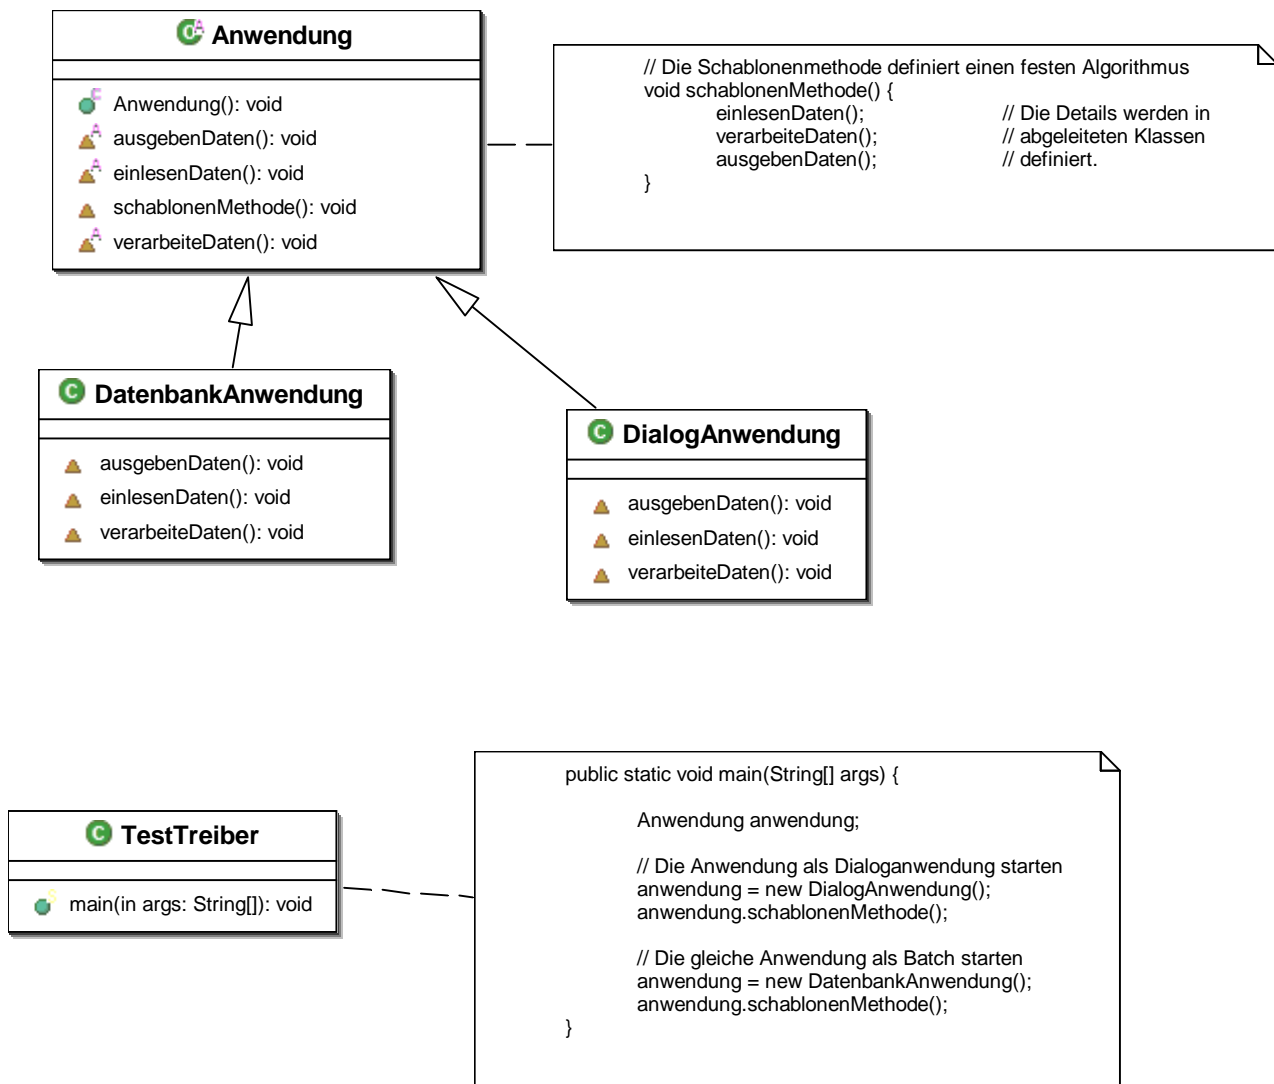 Anwendung
Anwendung(): void
ausgebenDaten(): void
einlesenDaten(): void
schablonenMethode(): void
verarbeiteDaten(): void
// Die Schablonenmethode definiert einen festen Algorithmus
void schablonenMethode() {
einlesenDaten(); // Die Details werden in
verarbeiteDaten(); // abgeleiteten Klassen
ausgebenDaten(); // definiert.
}
DatenbankAnwendung
ausgebenDaten(): void
einlesenDaten(): void
verarbeiteDaten(): void
DialogAnwendung
ausgebenDaten(): void
einlesenDaten(): void
verarbeiteDaten(): void
TestTreiber
main(in args: String[]): void
public static void main(String[] args) {
Anwendung anwendung;
// Die Anwendung als Dialoganwendung starten
anwendung = new DialogAnwendung();
anwendung.schablonenMethode();
// Die gleiche Anwendung als Batch starten
anwendung = new DatenbankAnwendung();
anwendung.schablonenMethode();
}